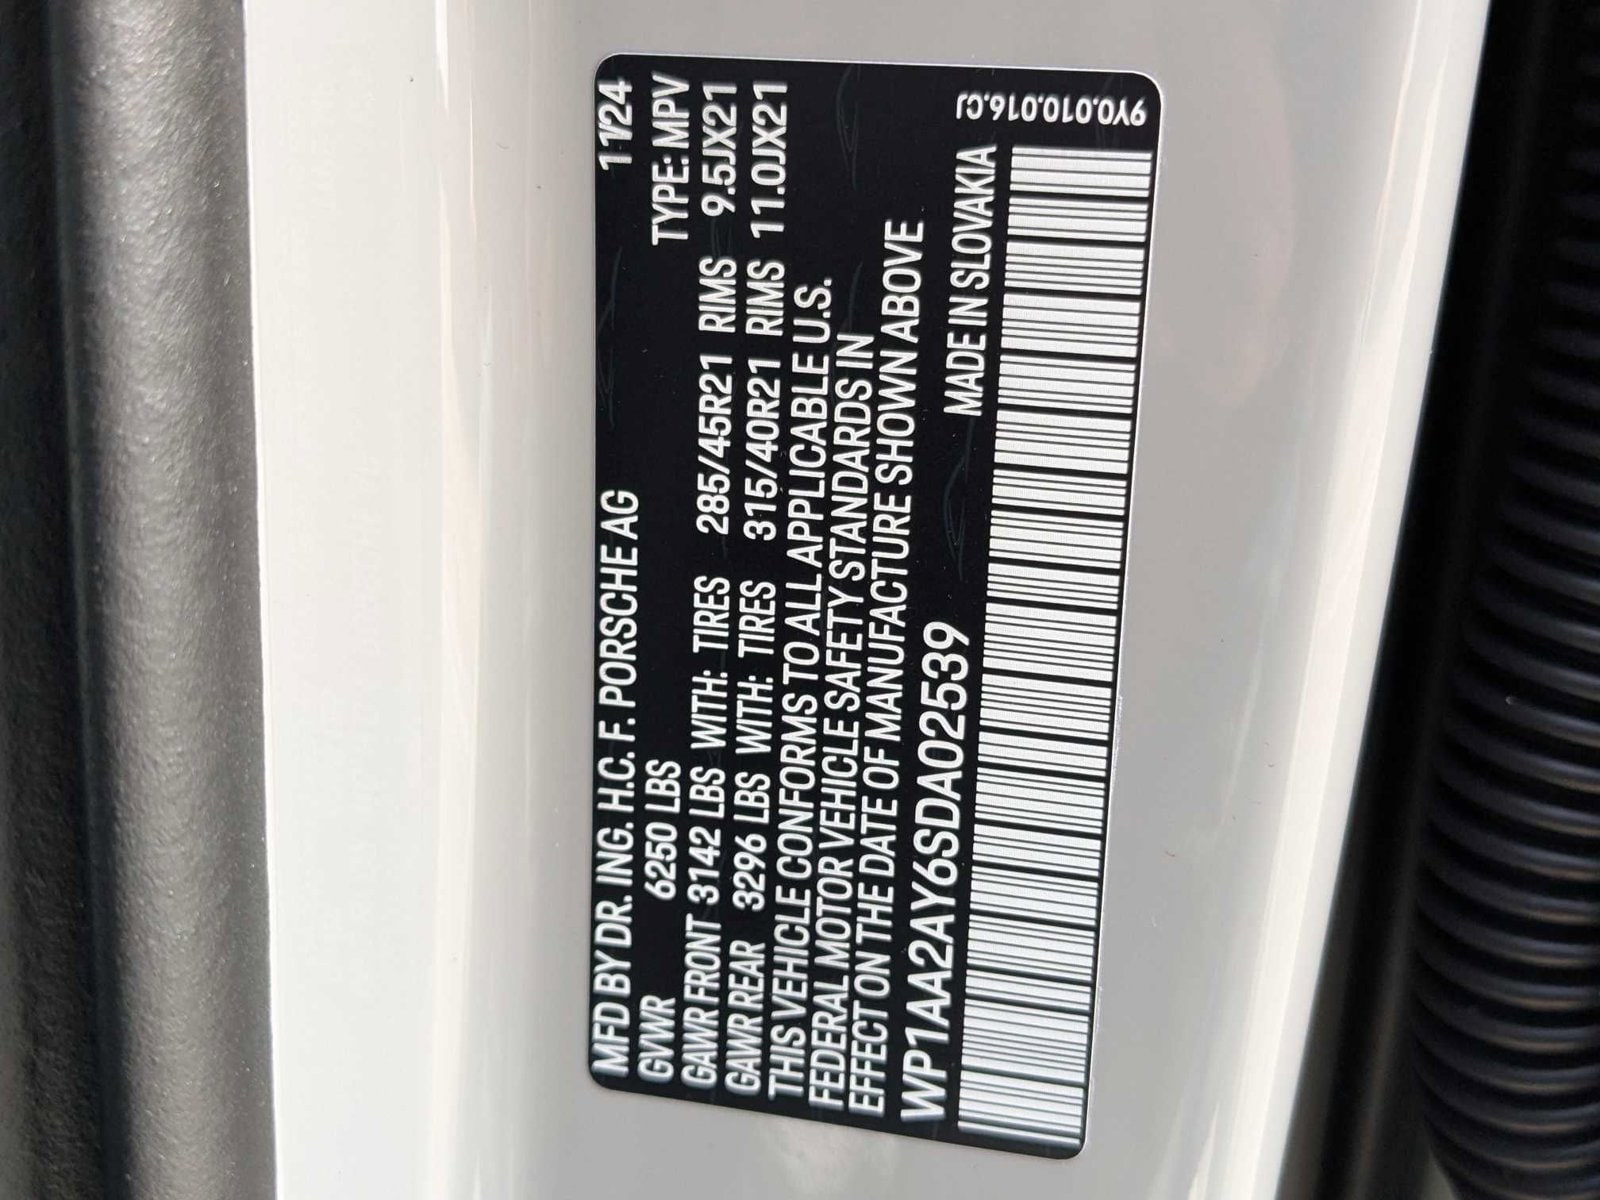 MFD BY DR. ING. H.C. F. PORSCHE AG 11/24
GVWR 6250 LBS TYPE: MPV
GAWR FRONT 3142 LBS WITH: TIRES 285/45R21 RIMS 9.5JX21
GAWR REAR 3296 LBS WITH: TIRES 315/40R21 RIMS 11.0JX21
THIS VEHICLE CONFORMS TO ALL APPLICABLE U.S.
FEDERAL MOTOR VEHICLE SAFETY STANDARDS IN
EFFECT ON THE DATE OF MANUFACTURE SHOWN ABOVE
WP1AA2AY6SDA02539 MADE IN SLOVAKIA
9Y0.010.016.CJ